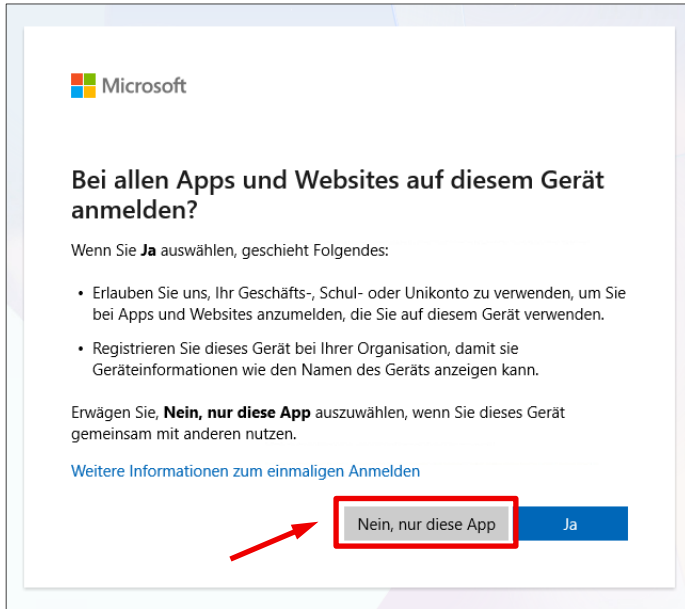 Microsoft
Bei allen Apps und Websites auf diesem Gerät
anmelden?
Wenn Sie Ja auswählen, geschieht Folgendes:
• Erlauben Sie uns, Ihr Geschäfts-, Schul- oder Unikonto zu verwenden, um Sie
bei Apps und Websites anzumelden, die Sie auf diesem Gerät verwenden.
• Registrieren Sie dieses Gerät bei Ihrer Organisation, damit sie
Geräteinformationen wie den Namen des Geräts anzeigen kann.
Erwägen Sie, Nein, nur diese App auszuwählen, wenn Sie dieses Gerät
gemeinsam mit anderen nutzen.
Weitere Informationen zum einmaligen Anmelden
Nein, nur diese App Ja